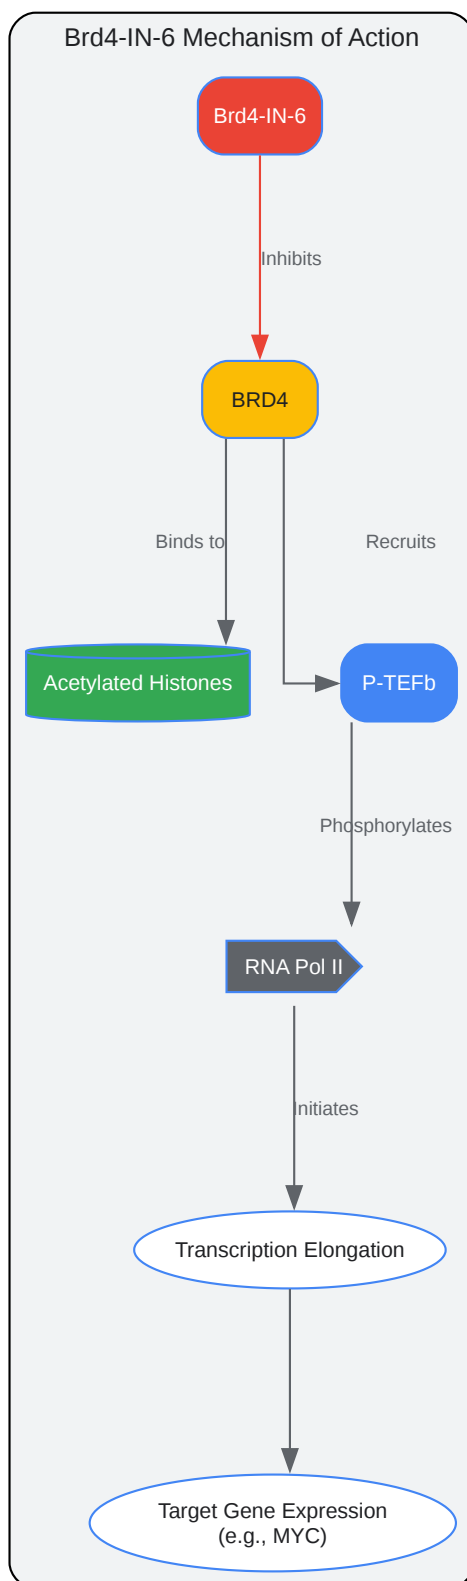 Brd4-IN-6 Mechanism of Action
Brd4-IN-6
Inhibits
BRD4
Binds to
Recruits
Acetylated Histones
P-TEFb
Phosphorylates
RNA Pol II
Initiates
Transcription Elongation
Target Gene Expression
(e.g., MYC)